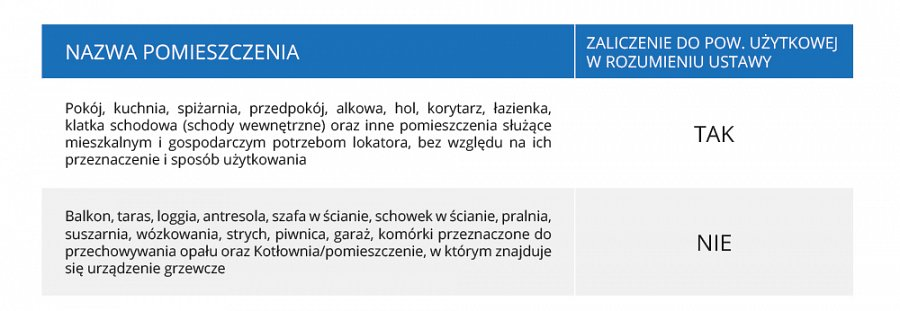 NAZWA POMIESZCZENIA
ZALICZENIE DO POW. UŻYTKOWEJ
W ROZUMIENIU USTAWY
Pokój, kuchnia, spiżarnia, przedpokój, alkowa, hol, korytarz, łazienka,
klatka schodowa (schody wewnętrzne) oraz inne pomieszczenia służące
mieszkalnym i gospodarczym potrzebom lokatora, bez względu na ich
przeznaczenie i sposób użytkowania
TAK
Balkon, taras, loggia, antresola, szafa w ścianie, schowek w ścianie, pralnia,
suszarnia, wózkowania, strych, piwnica, garaż, komórki przeznaczone do
przechowywania opału oraz Kotłownia/pomieszczenie, w którym znajduje
się urządzenie grzewcze
NIE